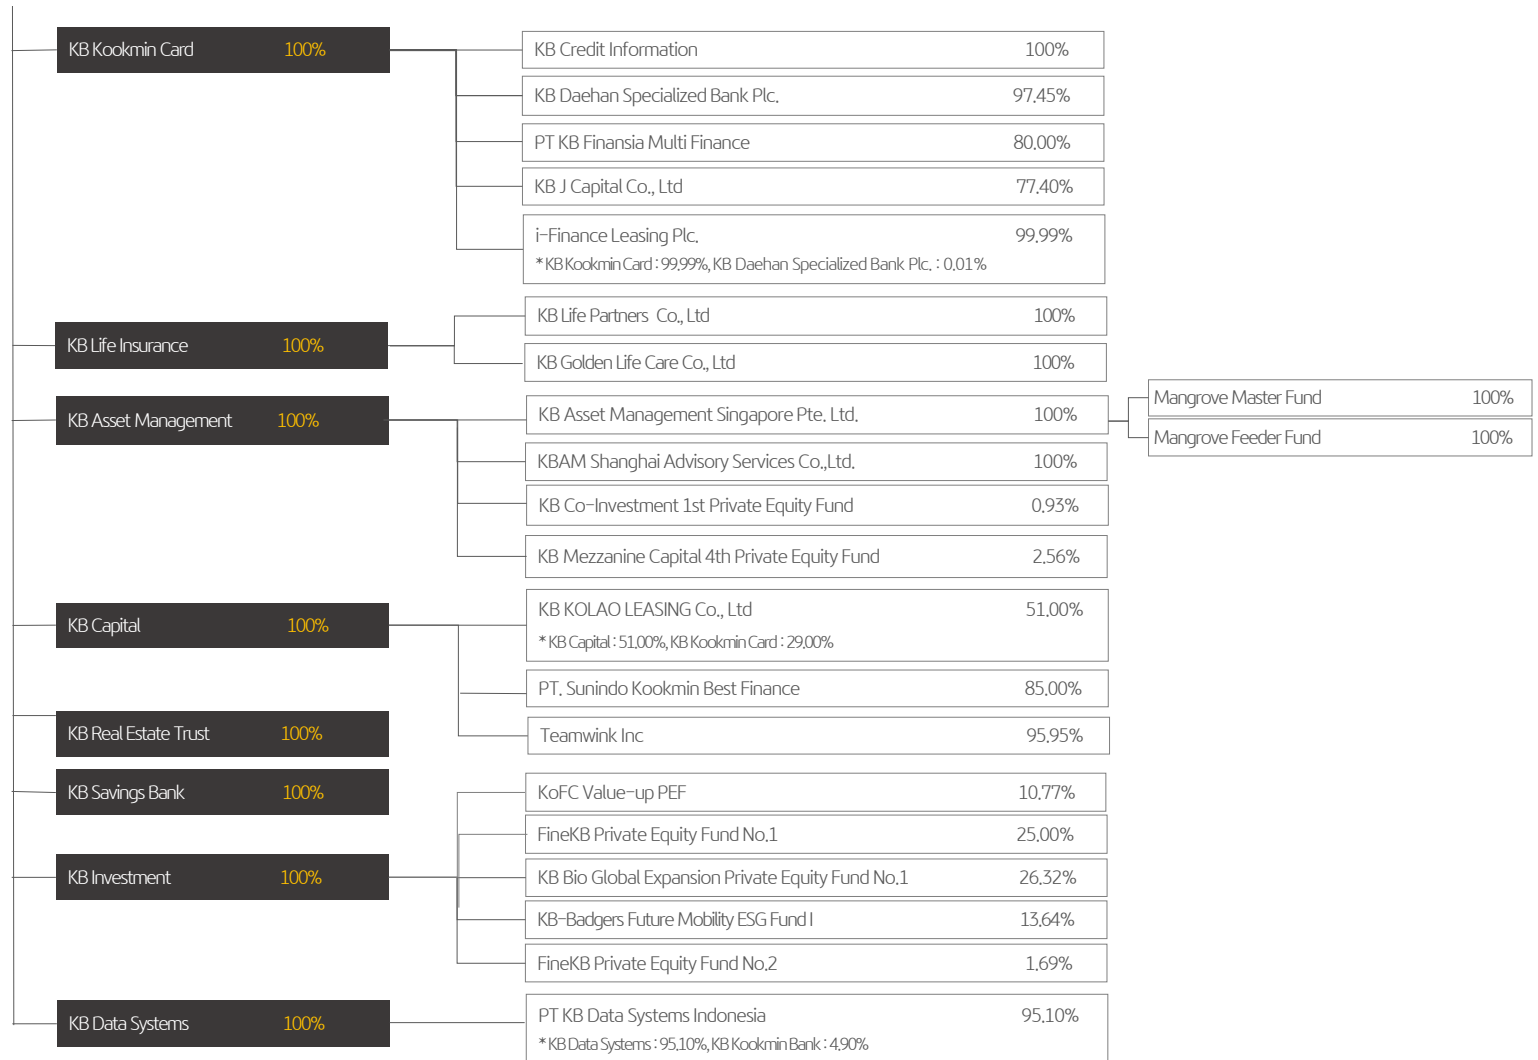 KB Kookmin Card 100%
KB Credit Information 100%
KB Daehan Specialized Bank Plc. 97.45%
PT KB Finansia Multi Finance 80.00%
KB J Capital Co., Ltd 77.40%
i-Finance Leasing Plc. 99.99%
* KB Kookmin Card : 99.99%, KB Daehan Specialized Bank Plc. : 0.01%
KB Life Insurance 100%
KB Life Partners Co., Ltd 100%
KB Golden Life Care Co., Ltd 100%
KB Asset Management 100%
KB Asset Management Singapore Pte. Ltd. 100%
Mangrove Master Fund 100%
Mangrove Feeder Fund 100%
KBAM Shanghai Advisory Services Co.,Ltd. 100%
KB Co-Investment 1st Private Equity Fund 0.93%
KB Mezzanine Capital 4th Private Equity Fund 2.56%
KB Capital 100%
KB KOLAO LEASING Co., Ltd 51.00%
* KB Capital : 51.00%, KB Kookmin Card : 29.00%
PT. Sunindo Kookmin Best Finance 85.00%
Teamwink Inc 95.95%
KB Real Estate Trust 100%
KB Savings Bank 100%
KB Investment 100%
KoFC Value-up PEF 10.77%
FineKB Private Equity Fund No.1 25.00%
KB Bio Global Expansion Private Equity Fund No.1 26.32%
KB-Badgers Future Mobility ESG Fund I 13.64%
FineKB Private Equity Fund No.2 1.69%
KB Data Systems 100%
PT KB Data Systems Indonesia 95.10%
* KB Data Systems : 95.10%, KB Kookmin Bank : 4.90%